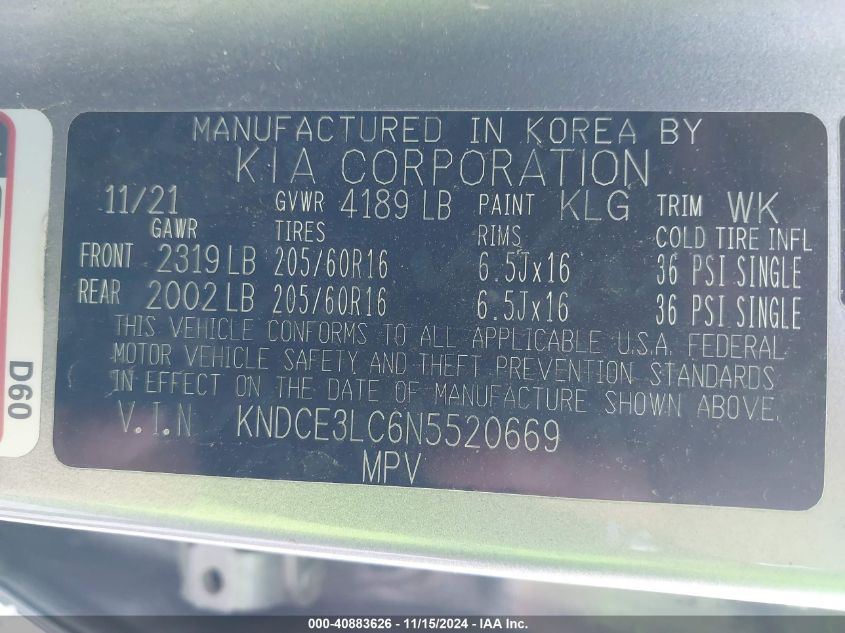 MANUFACTURED IN KOREA BY
KIA CORPORATION
11/21 GVWR 4189 LB PAINT KLG TRIM WK
GAWR TIRES RIMS COLD TIRE INFL
FRONT 2319 LB 205/60R16 6.5Jx16 36 PSI SINGLE
REAR 2002 LB 205/60R16 6.5Jx16 36 PSI SINGLE
THIS VEHICLE CONFORMS TO ALL APPLICABLE U.S.A. FEDERAL
MOTOR VEHICLE SAFETY AND THEFT PREVENTION STANDARDS
IN EFFECT ON THE DATE OF MANUFACTURE SHOWN ABOVE.
V.I.N KNDCE3LC6N5520669
MPV
D60
000-40883626 - 11/15/2024 - IAAI.com